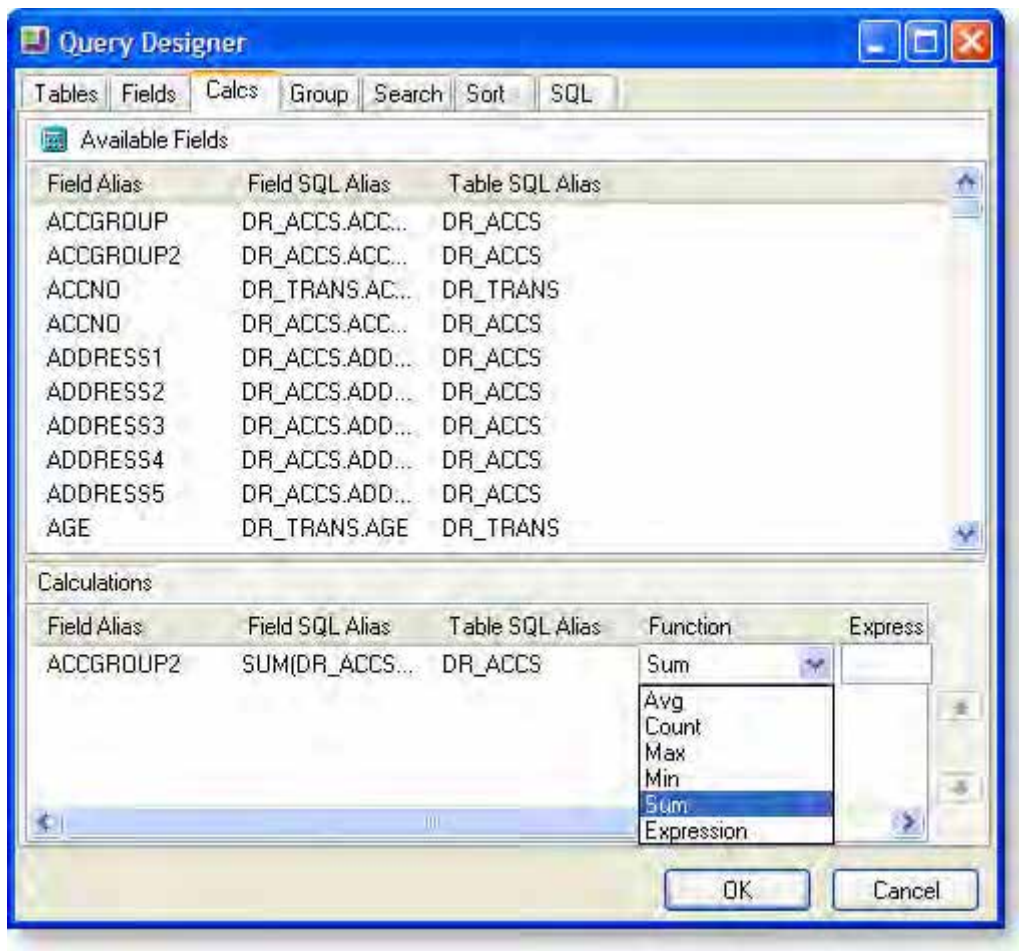 Query Designer
Tables Fields Calcs Group Search Sort SQL
Available Fields
Field Alias Field SQL Alias Table SQL Alias
ACCGROUP DR_ACCS.ACC... DR_ACCS
ACCGROUP2 DR_ACCS.ACC... DR_ACCS
ACCNO DR_TRANS.AC... DR_TRANS
ACCNO DR_ACCS.ACC... DR_ACCS
ADDRESS1 DR_ACCS.ADD... DR_ACCS
ADDRESS2 DR_ACCS.ADD... DR_ACCS
ADDRESS3 DR_ACCS.ADD... DR_ACCS
ADDRESS4 DR_ACCS.ADD... DR_ACCS
ADDRESS5 DR_ACCS.ADD... DR_ACCS
AGE DR_TRANS.AGE DR_TRANS
Calculations
Field Alias Field SQL Alias Table SQL Alias Function Express
ACCGROUP2 SUM(DR_ACCS... DR_ACCS Sum
Avg
Count
Max
Min
Sum
Expression
OK Cancel